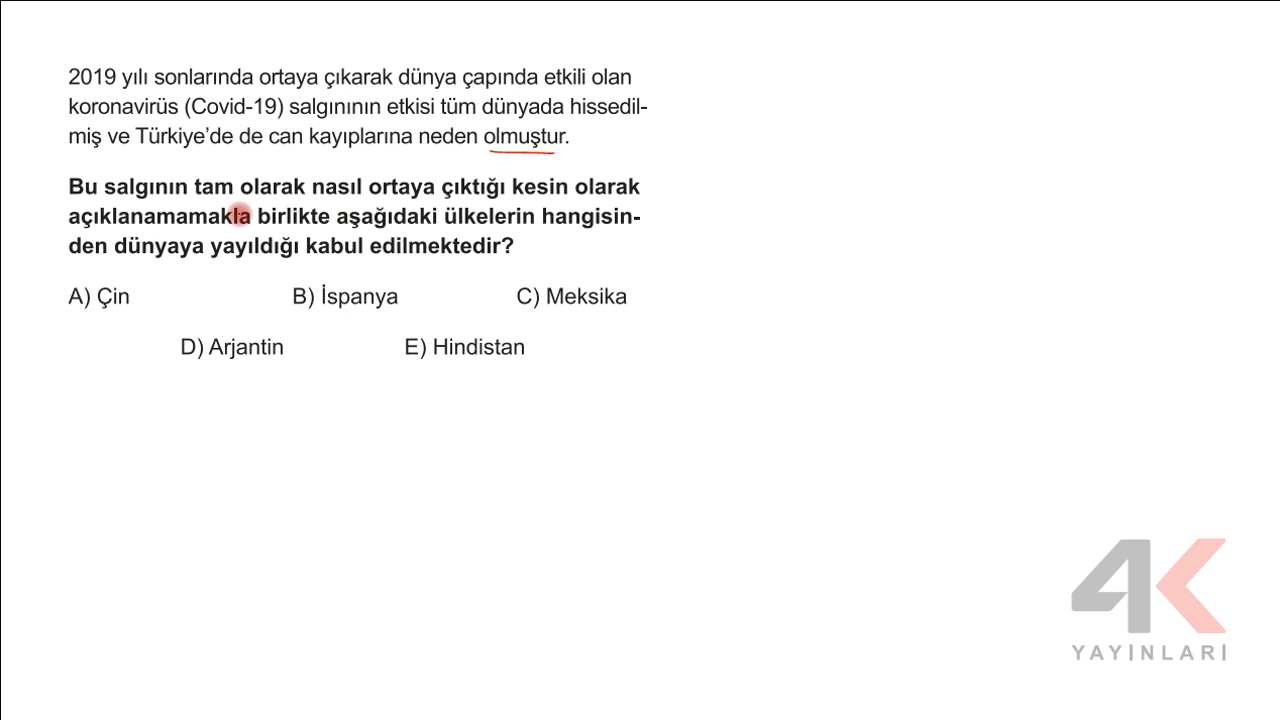 2019 yılı sonlarında ortaya çıkarak dünya çapında etkili olan
koronavirüs (Covid-19) salgınının etkisi tüm dünyada hissedil-
miş ve Türkiye’de de can kayıplarına neden olmuştur.
Bu salgının tam olarak nasıl ortaya çıktığı kesin olarak
açıklanamamakla birlikte aşağıdaki ülkelerin hangisin-
den dünyaya yayıldığı kabul edilmektedir?
A) Çin B) İspanya C) Meksika
D) Arjantin E) Hindistan
4K
YAYINLARI